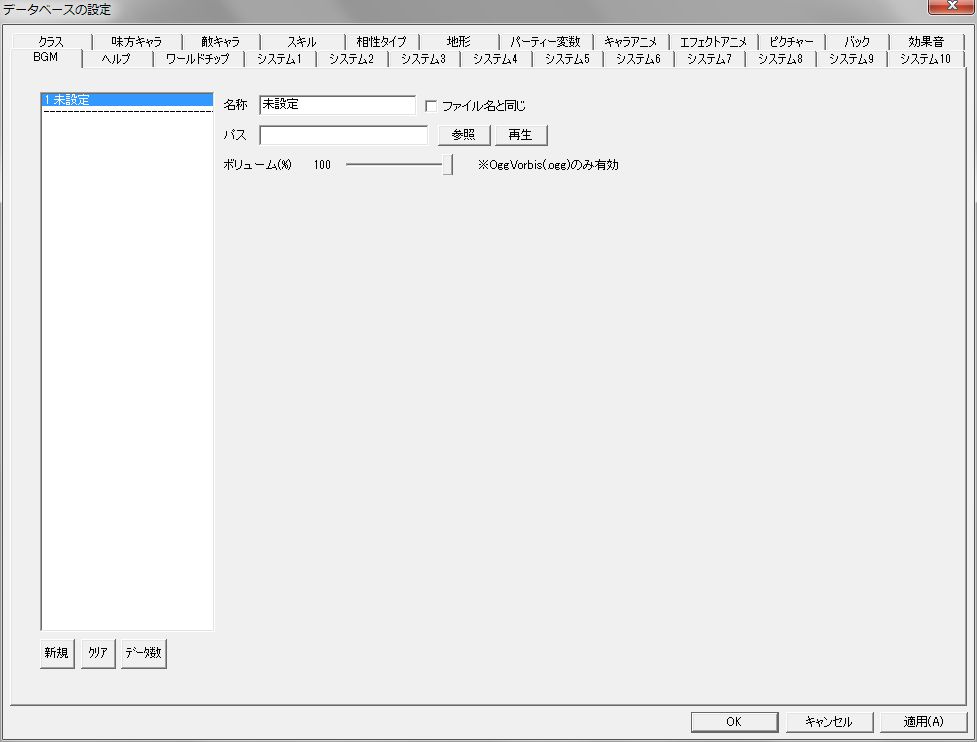 データベースの設定
クラス 味方キャラ 敵キャラ スキル 相性タイプ 地形 パーティー変数 キャラアニメ エフェクトアニメ ピクチャー バック 効果音
BGM ヘルプ ワールドチップ システム1 システム2 システム3 システム4 システム5 システム6 システム7 システム8 システム9 システム10
1 未設定
名称 未設定 ファイル名と同じ
パス 参照 再生
ボリューム(%) 100 ※OggVorbis(.ogg)のみ有効
新規 クリア データ数
OK キャンセル 適用(A)